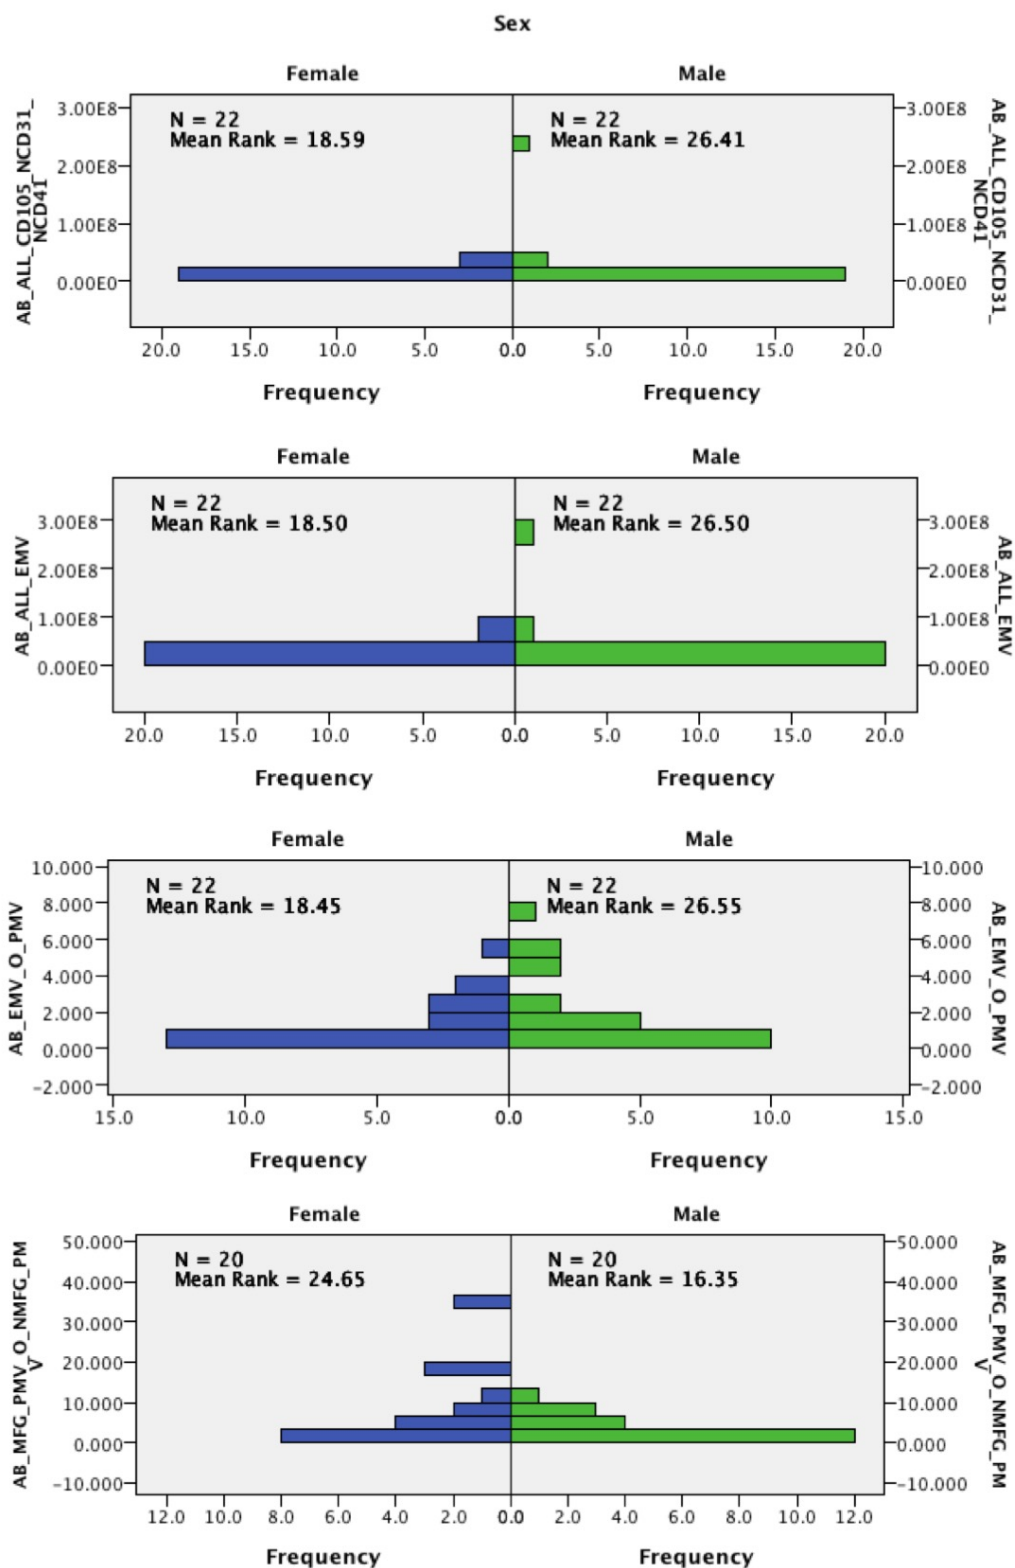 Sex
Female Male
N = 22 N = 22
Mean Rank = 18.59 Mean Rank = 26.41
AB_ALL_CD105_NCD31_
NCD41
3.00E8 3.00E8
2.00E8 2.00E8
1.00E8 1.00E8
0.00E0 0.00E0
AB_ALL_CD105_NCD31_
NCD41
20.0 15.0 10.0 5.0 0.0 5.0 10.0 15.0 20.0
Frequency Frequency
Female Male
N = 22 N = 22
Mean Rank = 18.50 Mean Rank = 26.50
AB_ALL_EMV
3.00E8 3.00E8
2.00E8 2.00E8
1.00E8 1.00E8
0.00E0 0.00E0
AB_ALL_EMV
20.0 15.0 10.0 5.0 0.0 5.0 10.0 15.0 20.0
Frequency Frequency
Female Male
N = 22 N = 22
Mean Rank = 18.45 Mean Rank = 26.55
AB_EMV_O_PMV
10.000 10.000
8.000 8.000
6.000 6.000
4.000 4.000
2.000 2.000
0.000 0.000
-2.000 -2.000
AB_EMV_O_PMV
15.0 10.0 5.0 0.0 5.0 10.0 15.0
Frequency Frequency
Female Male
N = 20 N = 20
Mean Rank = 24.65 Mean Rank = 16.35
AB_MFG_PMV_O_NMFG_PM
V
50.000 50.000
40.000 40.000
30.000 30.000
20.000 20.000
10.000 10.000
0.000 0.000
-10.000 -10.000
AB_MFG_PMV_O_NMFG_PM
V
12.0 10.0 8.0 6.0 4.0 2.0 0.0 2.0 4.0 6.0 8.0 10.0 12.0
Frequency Frequency